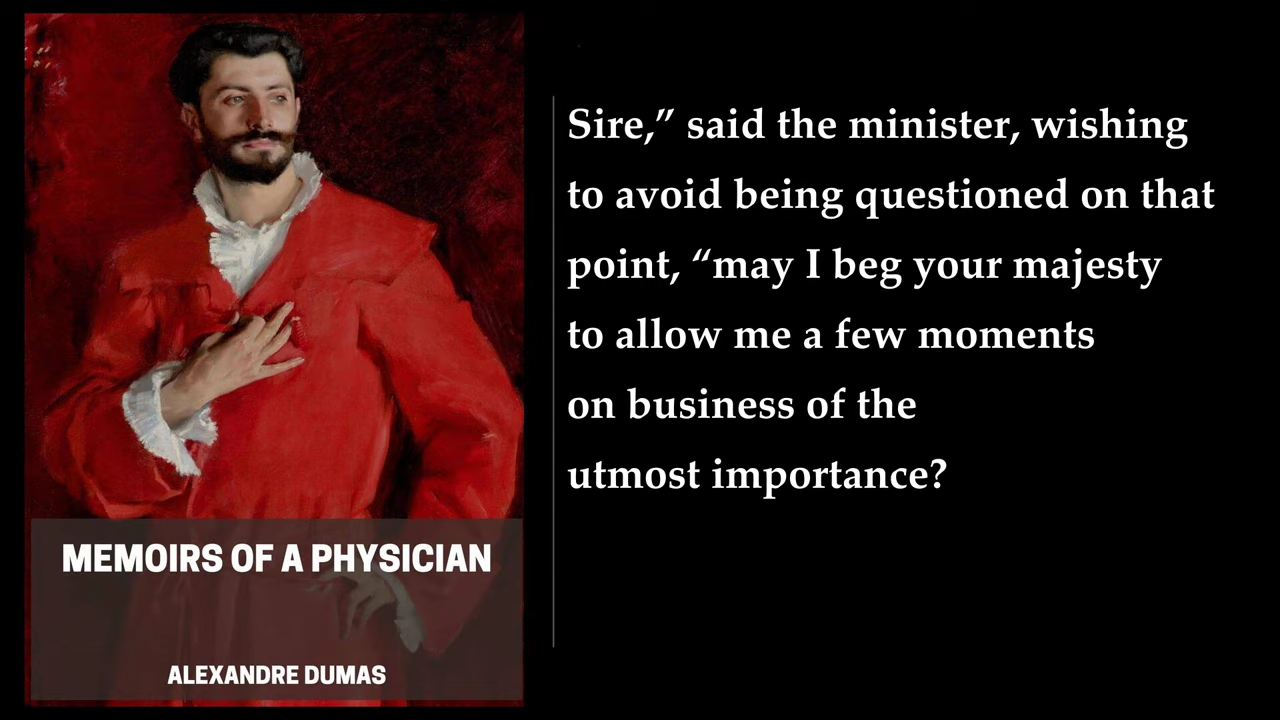 Sire,” said the minister, wishing
to avoid being questioned on that
point, “may I beg your majesty
to allow me a few moments
on business of the
utmost importance?
MEMOIRS OF A PHYSICIAN
ALEXANDRE DUMAS